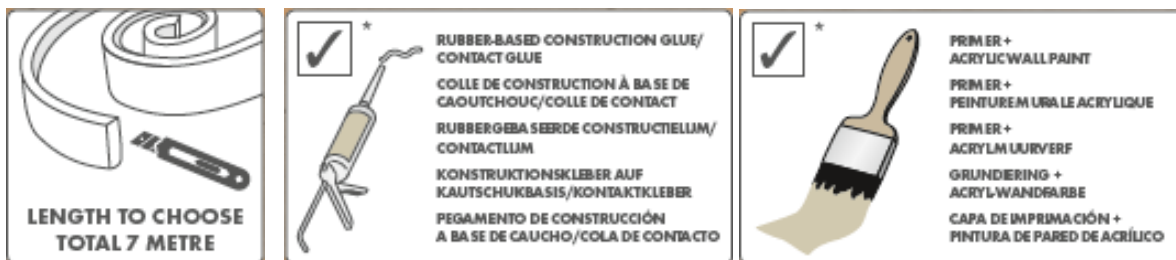 LENGTH TO CHOOSE
TOTAL 7 METRE
*
RUBBER-BASED CONSTRUCTION GLUE/
CONTACT GLUE
COLLE DE CONSTRUCTION À BASE DE
CAOUTCHOUC/COLLE DE CONTACT
RUBBERGEBASEERDE CONSTRUCTIELIJM/
CONTACTLIJM
KONSTRUKTIONSKLEBER AUF
KAUTSCHUKBASIS/KONTAKTKLEBER
PEGAMENTO DE CONSTRUCCIÓN
A BASE DE CAUCHO/COLA DE CONTACTO
*
PRIMER +
ACRYLIC WALL PAINT
PRIMER +
PEINTURE MURALE ACRYLIQUE
PRIMER +
ACRYLMUURVERF
GRUNDIERING +
ACRYL-WANDFARBE
CAPA DE IMPRIMACIÓN +
PINTURA DE PARED DE ACRÍLICO